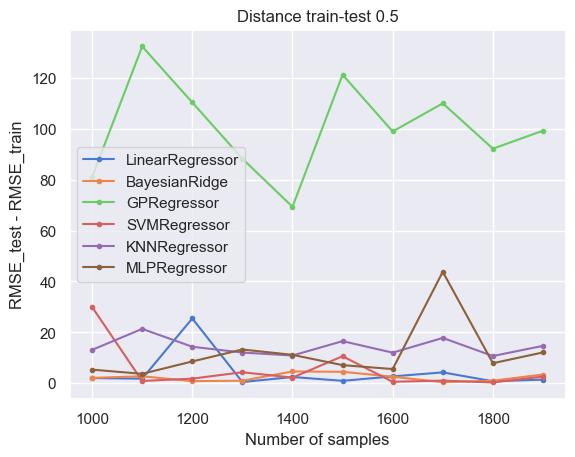 Distance train-test 0.5
RMSE_test - RMSE_train
120
100
80
60
40
20
0
LinearRegressor
BayesianRidge
GPRegressor
SVMRegressor
KNNRegressor
MLPRegressor
1000 1200 1400 1600 1800
Number of samples